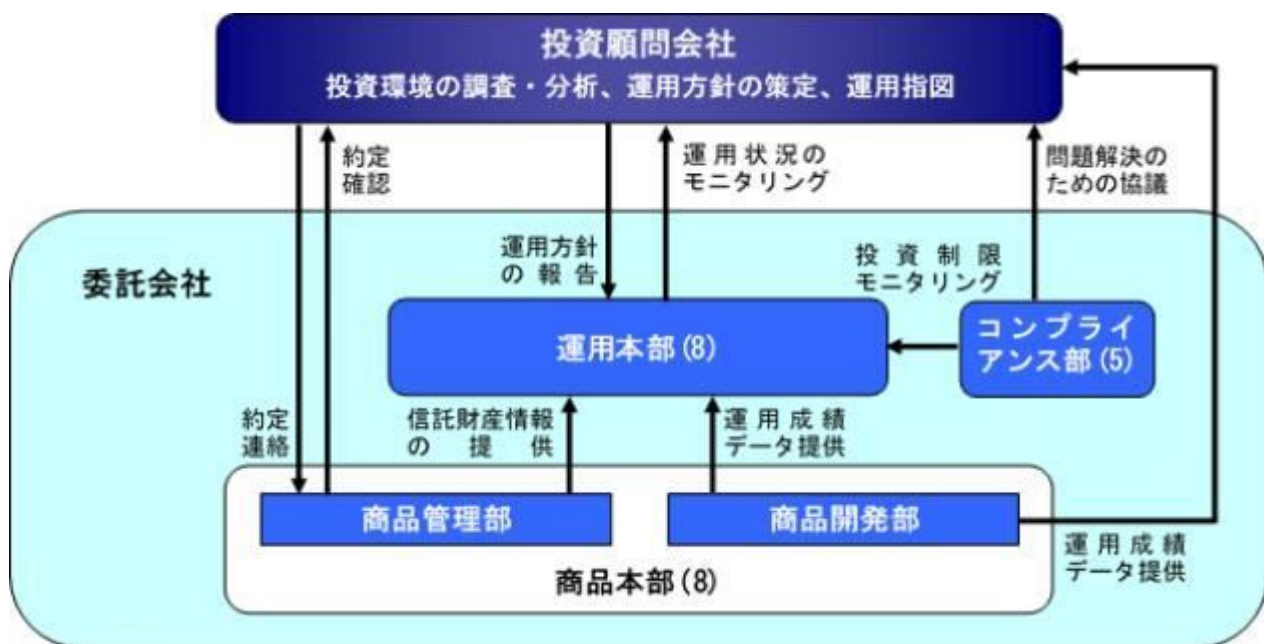 投資顧問会社
投資環境の調査・分析、運用方針の策定、運用指図
約定
確認
運用状況の
モニタリング
問題解決の
ための協議
委託会社
運用方針
の報告
投資制限
モニタリング
運用本部(8)
コンプライ
アンス部(5)
約定
連絡
信託財産情報
の提供
運用成績
データ提供
商品管理部
商品開発部
運用成績
データ提供
商品本部(8)